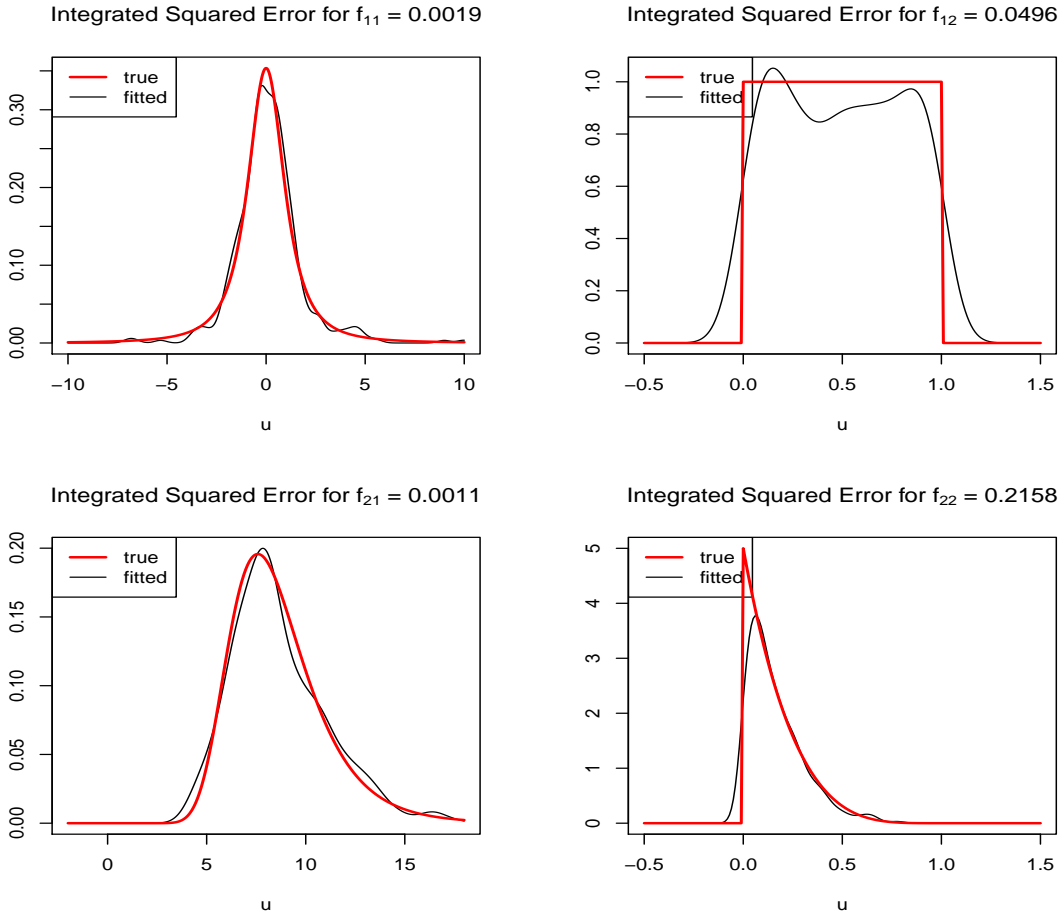 Integrated Squared Error for f₁₁ = 0.0019
true
fitted
0.00
0.10
0.20
0.30
−10
−5
0
5
10
u
Integrated Squared Error for f₁₂ = 0.0496
true
fitted
0.0
0.2
0.4
0.6
0.8
1.0
−0.5
0.0
0.5
1.0
1.5
u
Integrated Squared Error for f₂₁ = 0.0011
true
fitted
0.00
0.05
0.10
0.15
0.20
0
5
10
15
u
Integrated Squared Error for f₂₂ = 0.2158
true
fitted
0
1
2
3
4
5
−0.5
0.0
0.5
1.0
1.5
u